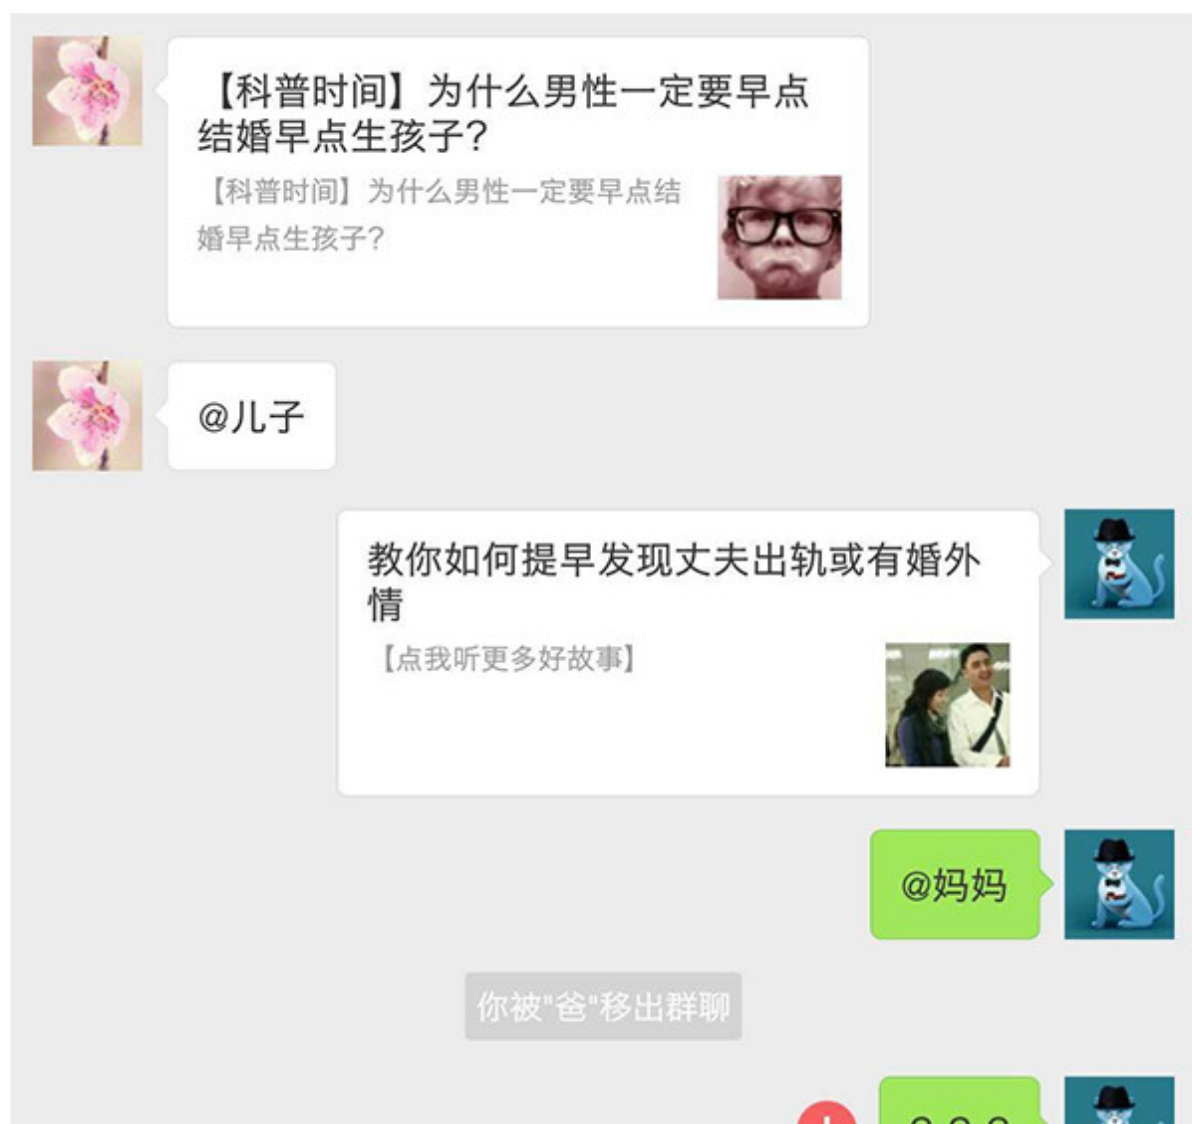 【科普时间】为什么男性一定要早点
结婚早点生孩子?
【科普时间】为什么男性一定要早点结
婚早点生孩子?
@儿子
教你如何提早发现丈夫出轨或有婚外
情
【点我听更多好故事】
@妈妈
你被"爸"移出群聊